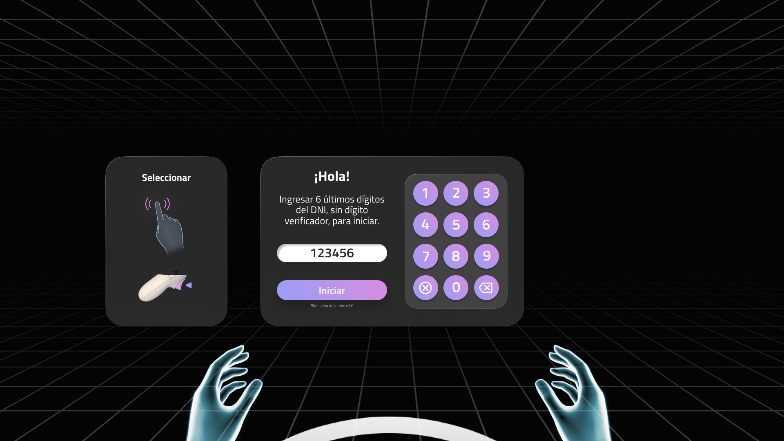 Seleccionar
¡Hola!
Ingresar 6 últimos dígitos
del DNI, sin dígito
verificador, para iniciar.
123456
Iniciar
1 2 3
4 5 6
7 8 9
0